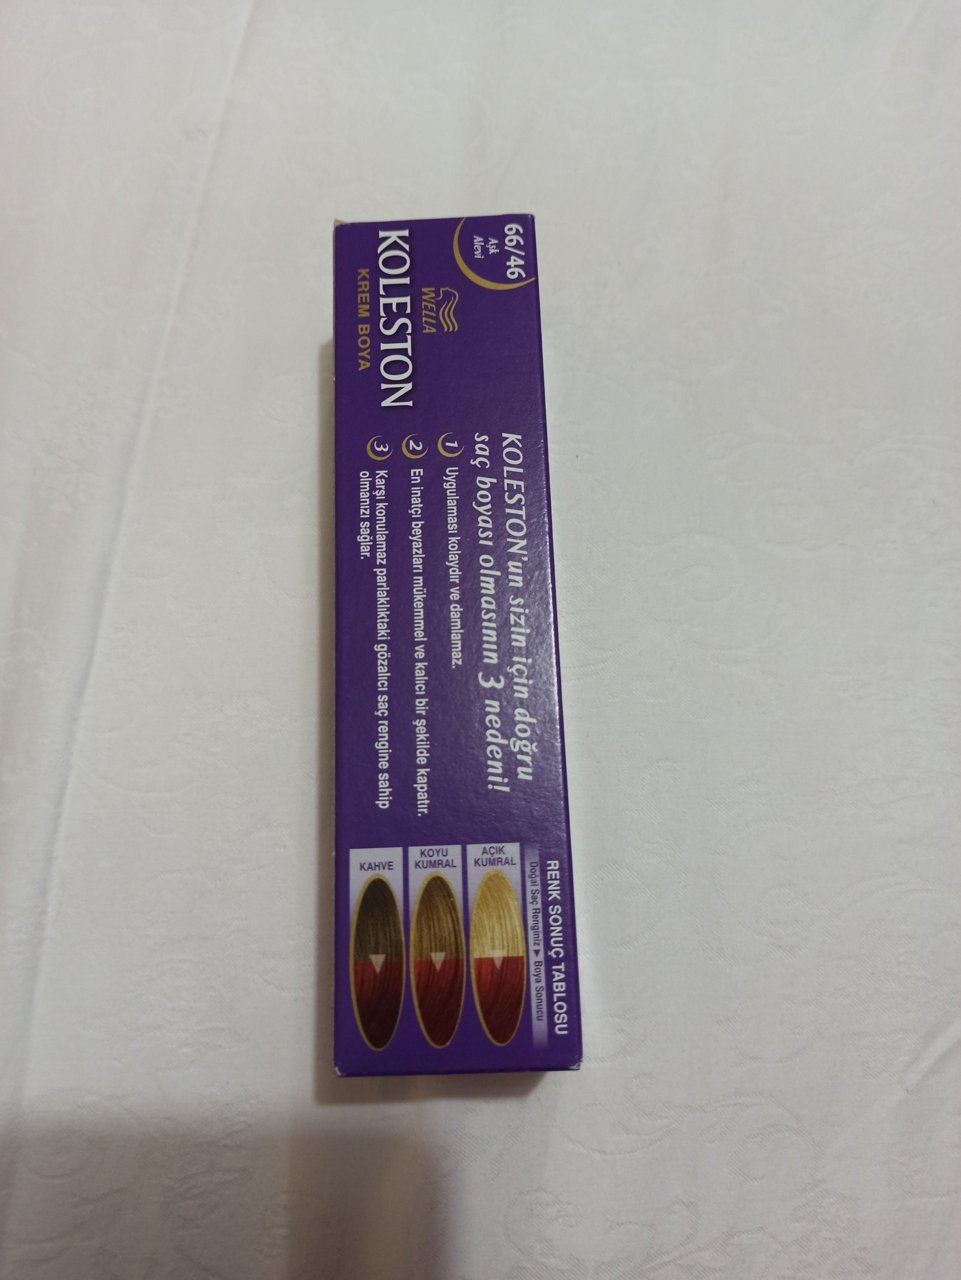 66/46
Aşk
Alevi
WELLA
KOLESTON
KREM BOYA
KOLESTON'un sizin için doğru
saç boyası olmasının 3 nedeni!
1 Uygulaması kolaydır ve damlamaz.
2 En inatçı beyazları mükemmel ve kalıcı bir şekilde kapatır.
3 Karşı konulamaz parlaklıktaki gözalıcı saç rengine sahip
olmanızı sağlar.
RENK SONUÇ TABLOSU
Doğal Saç Renginiz ▶ Boya Sonucu
AÇIK
KUMRAL
KOYU
KUMRAL
KAHVE